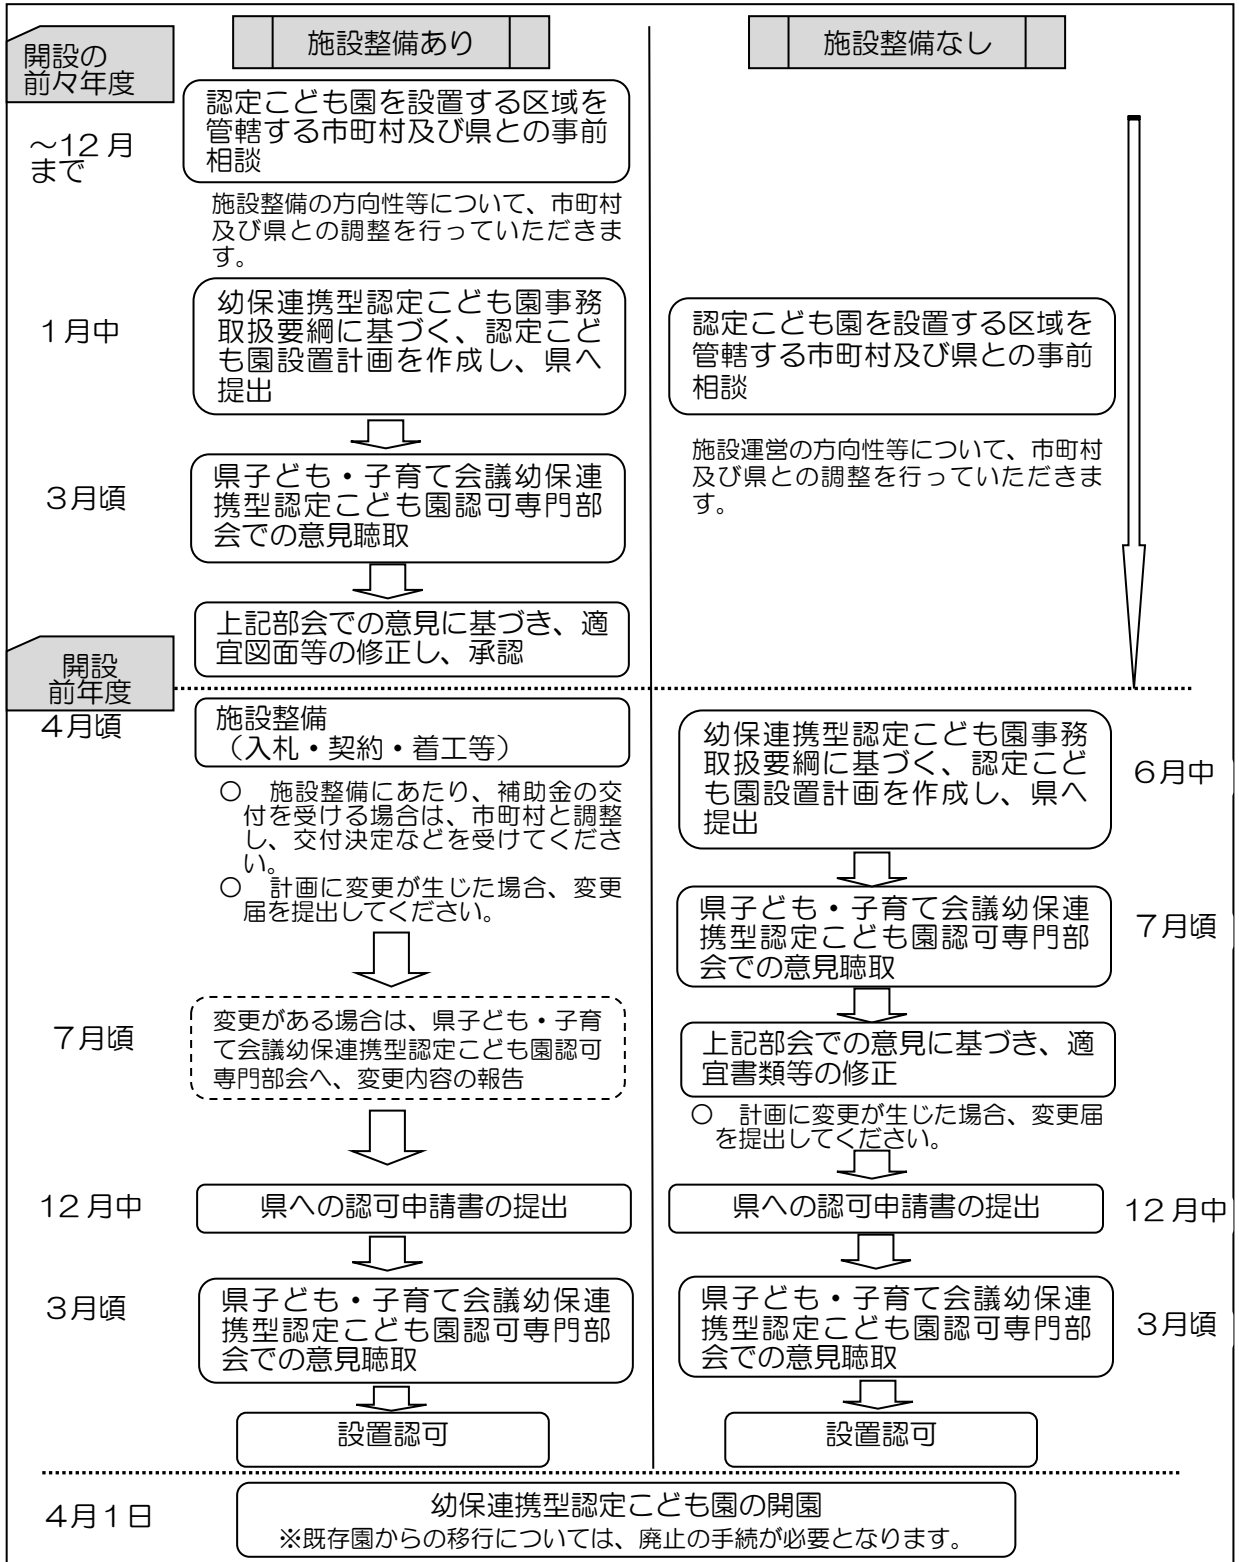 施設整備あり
施設整備なし
開設の
前々年度
認定こども園を設置する区域を
管轄する市町村及び県との事前
相談
～12月
まで
施設整備の方向性等について、市町村
及び県との調整を行っていただきま
す。
1月中
幼保連携型認定こども園事務
取扱要綱に基づく、認定こど
も園設置計画を作成し、県へ
提出
認定こども園を設置する区域を
管轄する市町村及び県との事前
相談
施設運営の方向性等について、市町村
及び県との調整を行っていただきま
す。
3月頃
県子ども・子育て会議幼保連
携型認定こども園認可専門部
会での意見聴取
上記部会での意見に基づき、適
宜図面等の修正し、承認
開設
前年度
4月頃
施設整備
（入札・契約・着工等）
○　施設整備にあたり、補助金の交
付を受ける場合は、市町村と調整
し、交付決定などを受けてくださ
い。
○　計画に変更が生じた場合、変更
届を提出してください。
幼保連携型認定こども園事務
取扱要綱に基づく、認定こど
も園設置計画を作成し、県へ
提出
6月中
県子ども・子育て会議幼保連
携型認定こども園認可専門部
会での意見聴取
7月頃
7月頃
変更がある場合は、県子ども・子育
て会議幼保連携型認定こども園認可
専門部会へ、変更内容の報告
上記部会での意見に基づき、適
宜書類等の修正
○　計画に変更が生じた場合、変更届
を提出してください。
12月中
県への認可申請書の提出
県への認可申請書の提出
12月中
3月頃
県子ども・子育て会議幼保連
携型認定こども園認可専門部
会での意見聴取
県子ども・子育て会議幼保連
携型認定こども園認可専門部
会での意見聴取
3月頃
設置認可
設置認可
4月1日
幼保連携型認定こども園の開園
※既存園からの移行については、廃止の手続が必要となります。